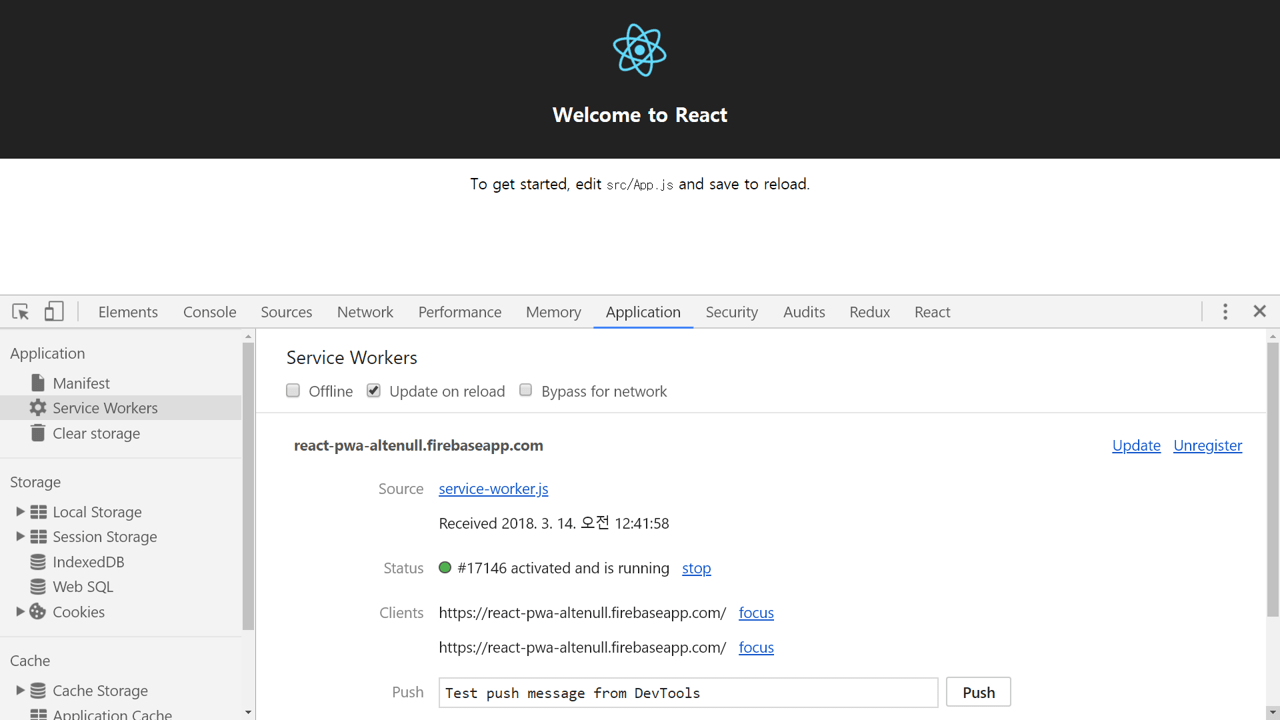 Welcome to React
To get started, edit src/App.js and save to reload.
Elements Console Sources Network Performance Memory Application Security Audits Redux React
Application
Manifest
Service Workers
Clear storage
Storage
Local Storage
Session Storage
IndexedDB
Web SQL
Cookies
Cache
Cache Storage
Application Cache
Service Workers
Offline Update on reload Bypass for network
react-pwa-altenull.firebaseapp.com Update Unregister
Source service-worker.js
Received 2018. 3. 14. 오전 12:41:58
Status #17146 activated and is running stop
Clients https://react-pwa-altenull.firebaseapp.com/ focus
https://react-pwa-altenull.firebaseapp.com/ focus
Push Test push message from DevTools Push